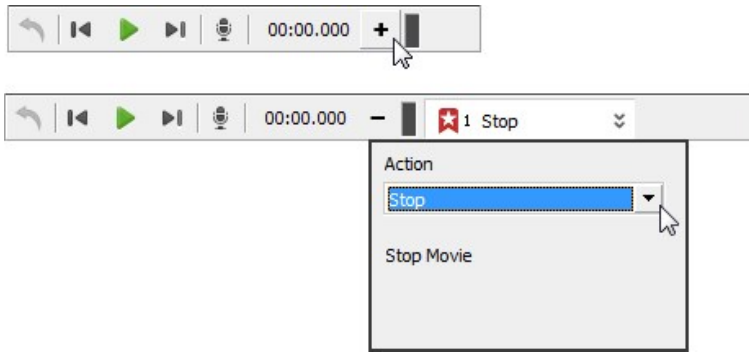 00:00.000 +
00:00.000 − 1 Stop
Action
Stop
Stop Movie